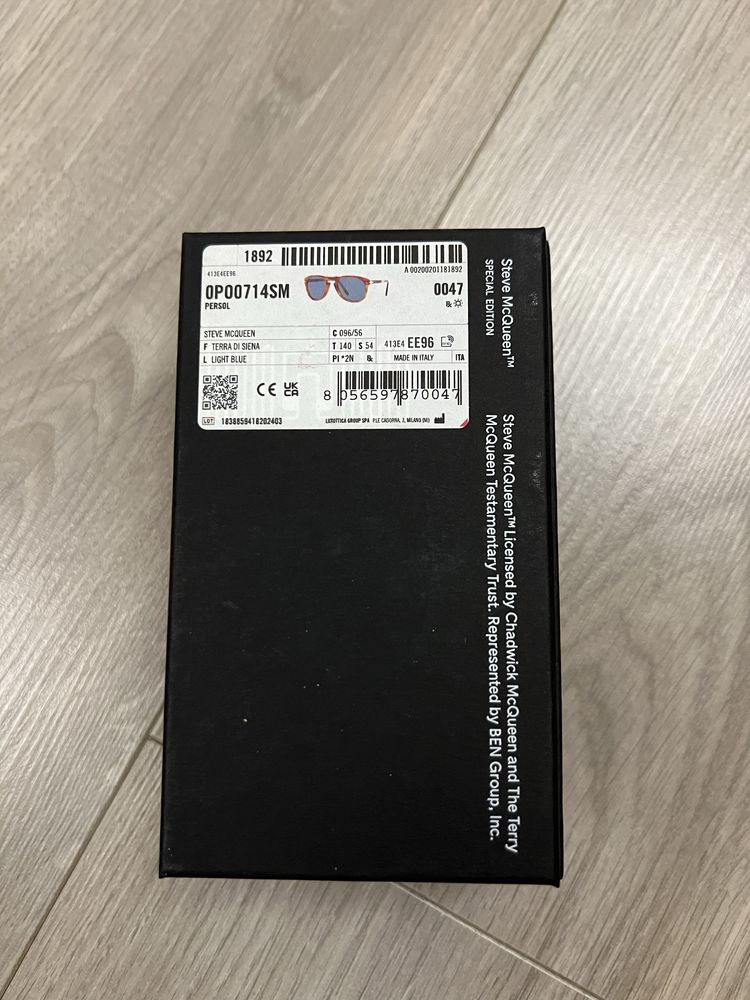 1892
A 00200201181892
413E4EE96
0PO0714SM
PERSOL
0047
STEVE MCQUEEN
C 096/56
F TERRA DI SIENA
T 140 S 54
413E4 EE96
L LIGHT BLUE
PI *2N
MADE IN ITALY
ITA
CE
UK
CA
8 056597 870047
LOT 1838859418202403
LUXOTTICA GROUP SPA P.LE CADORNA, 3, MILANO (MI)
Steve McQueen™
SPECIAL EDITION
Steve McQueen™ Licensed by Chadwick McQueen and The Terry
McQueen Testamentary Trust. Represented by BEN Group, Inc.